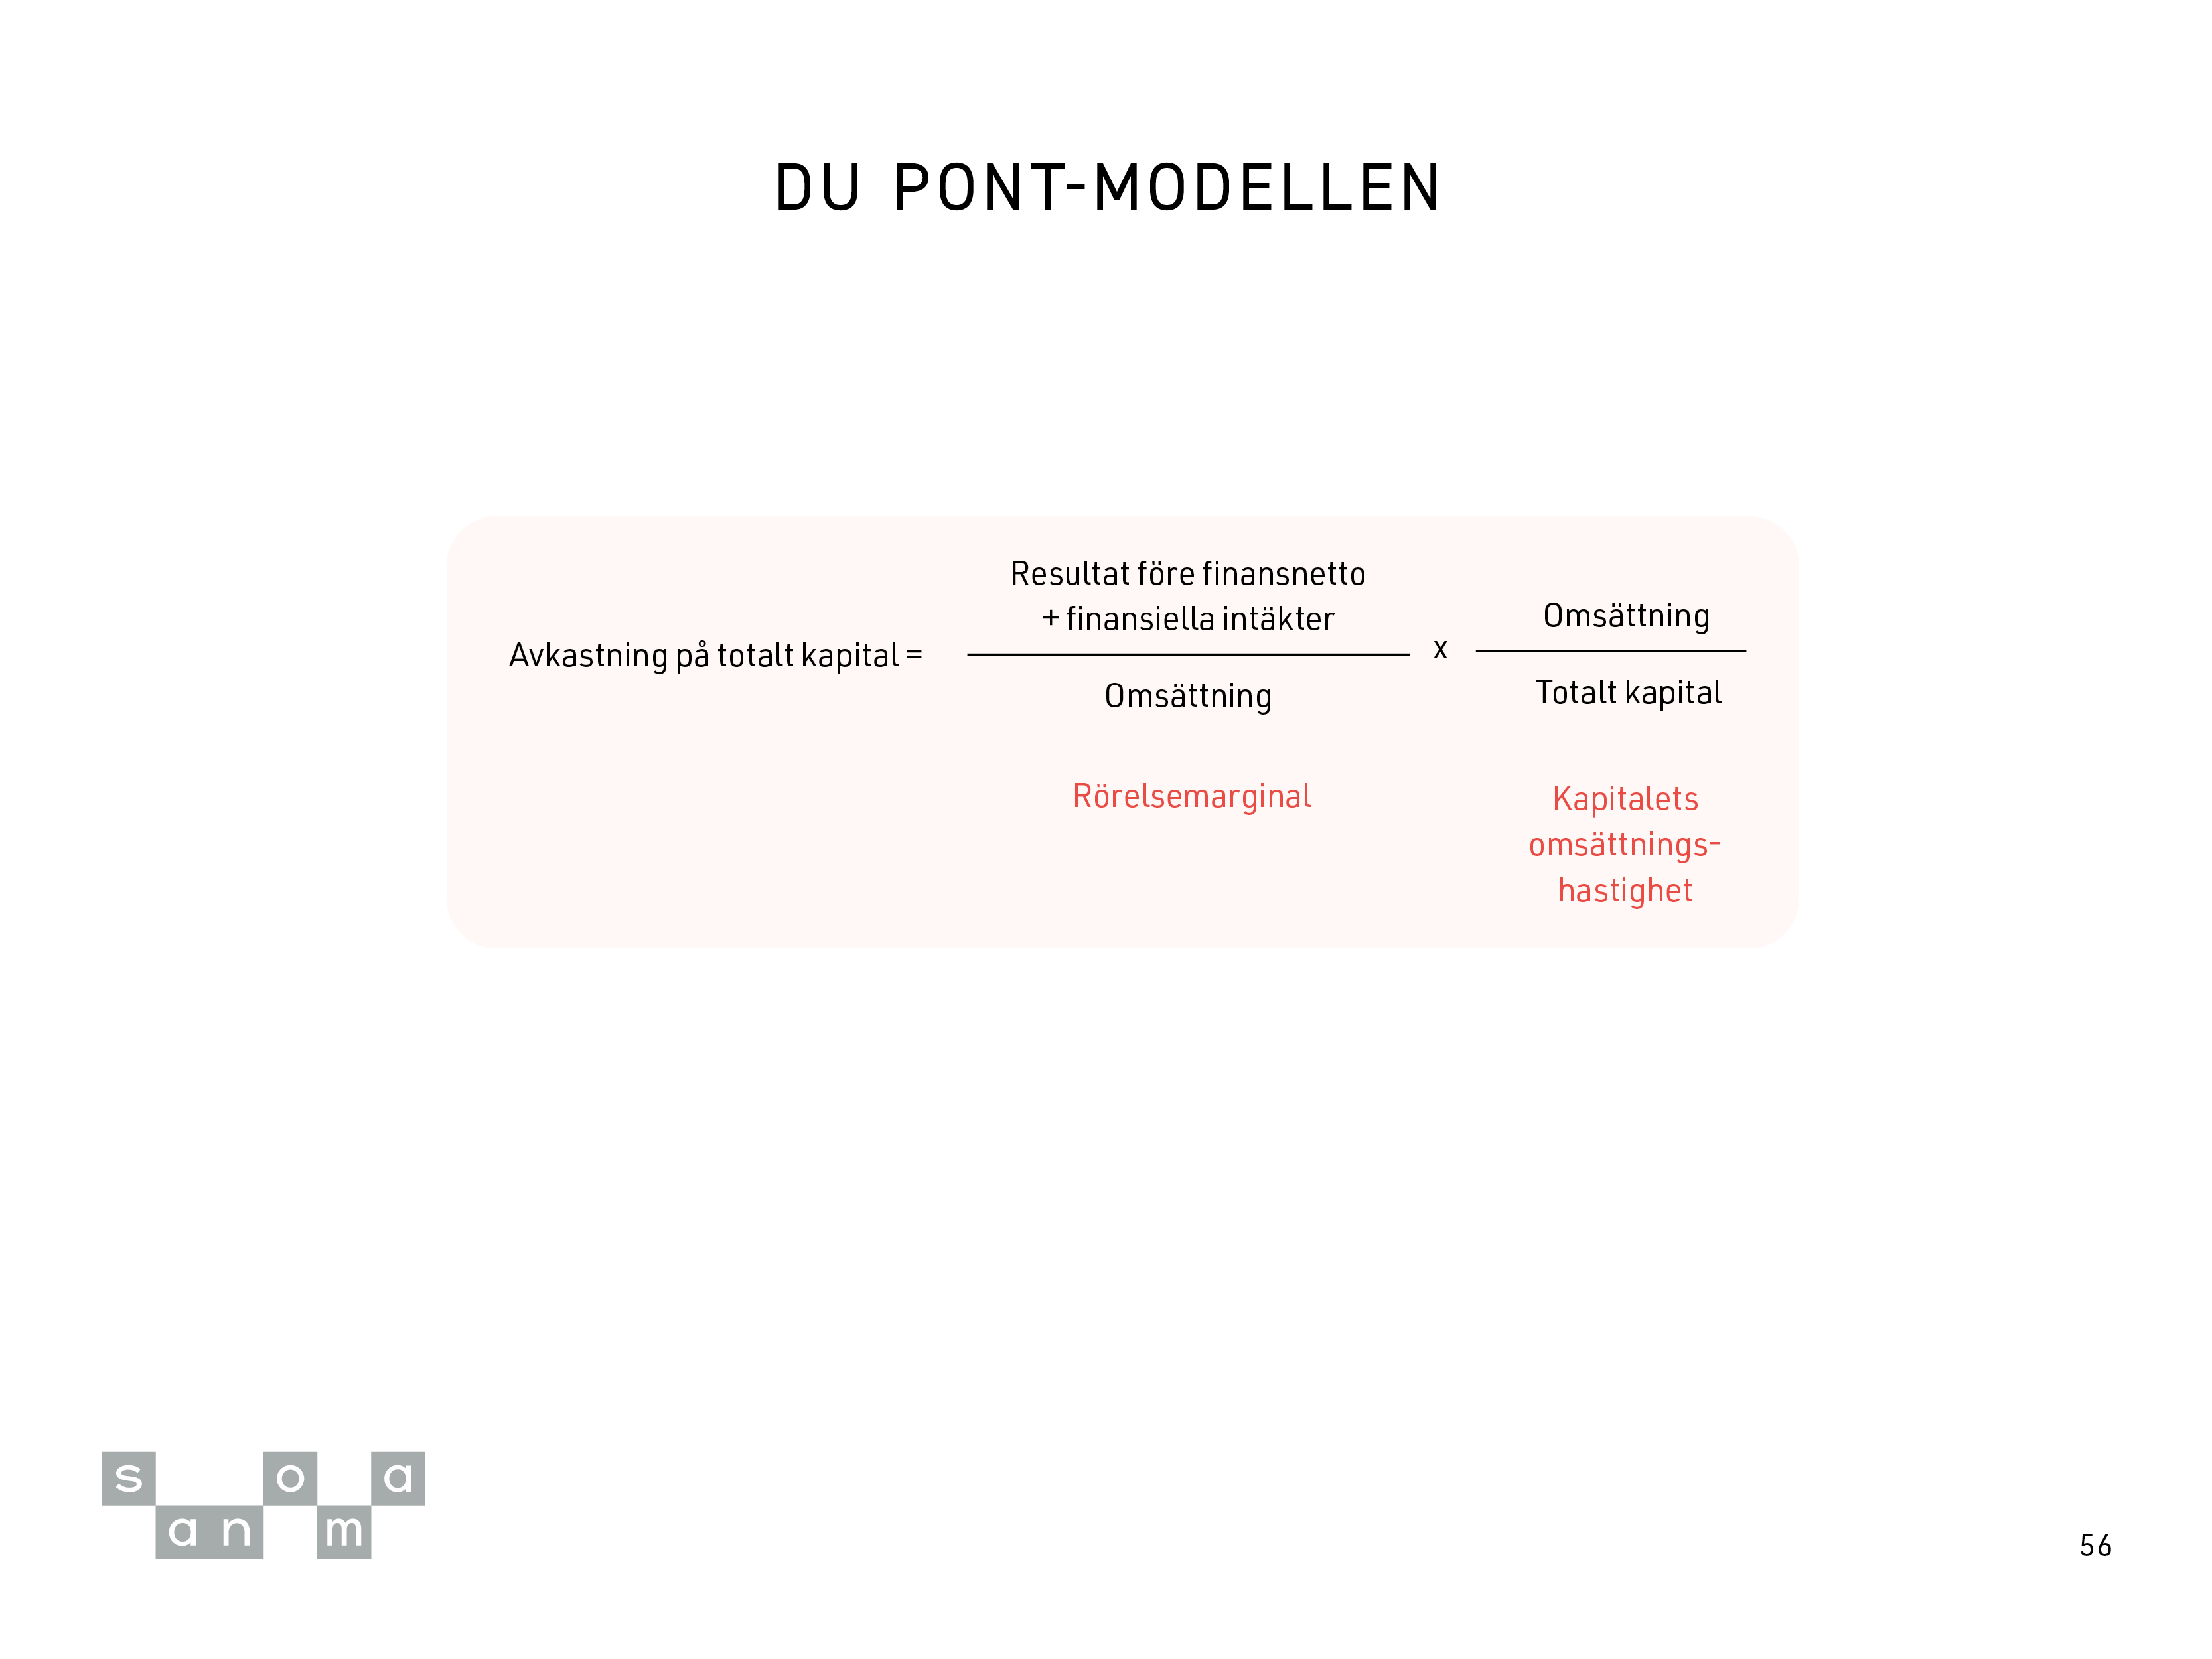 DU PONT-MODELLEN
Resultat före finansnetto
+ finansiella intäkter
Avkastning på totalt kapital =
Omsättning
x
Omsättning
Totalt kapital
Rörelsemarginal
Kapitalets
omsättnings-
hastighet
sanoma
56